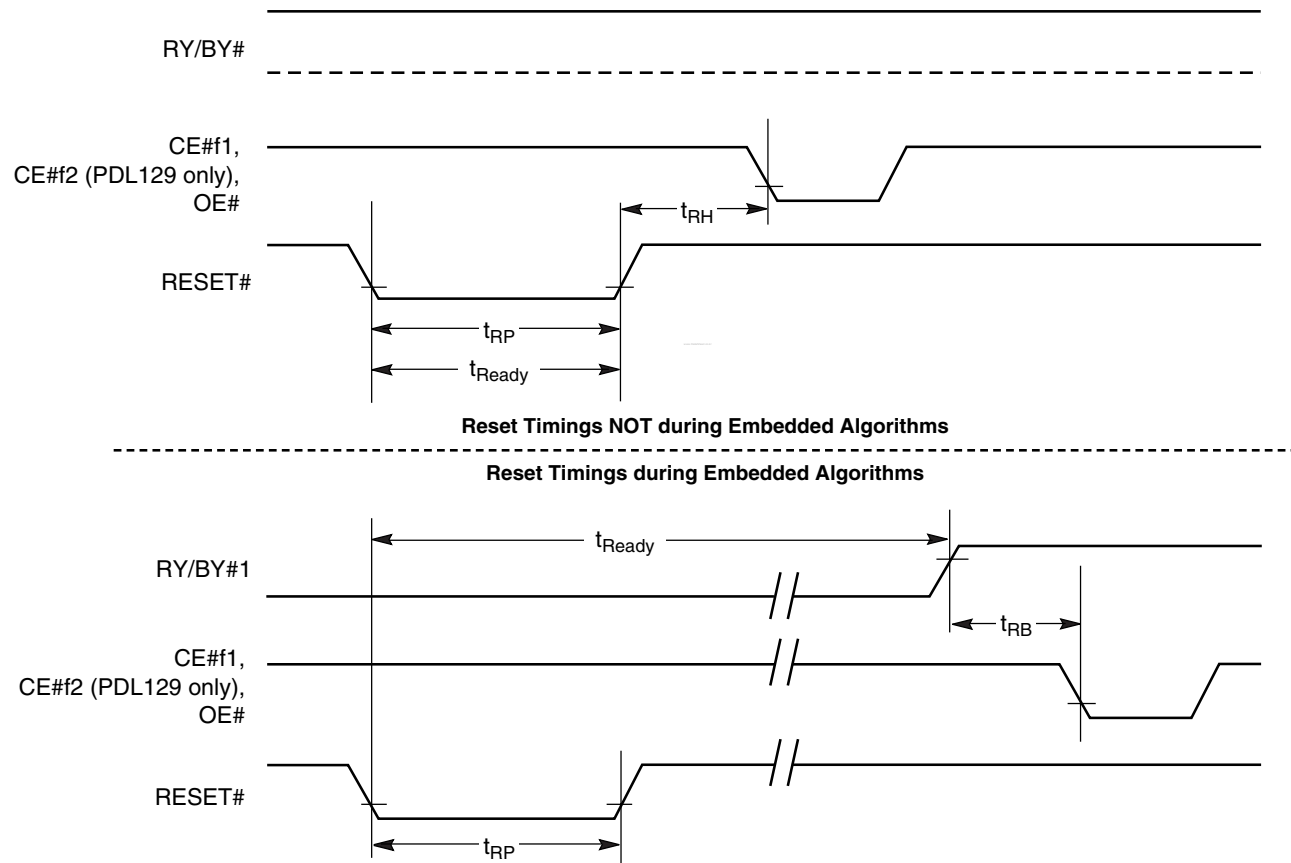 RY/BY#
CE#f1,
CE#f2 (PDL129 only),
OE#
tRH
RESET#
tRP
tReady
Reset Timings NOT during Embedded Algorithms
Reset Timings during Embedded Algorithms
tReady
RY/BY#1
tRB
CE#f1,
CE#f2 (PDL129 only),
OE#
RESET#
tRP